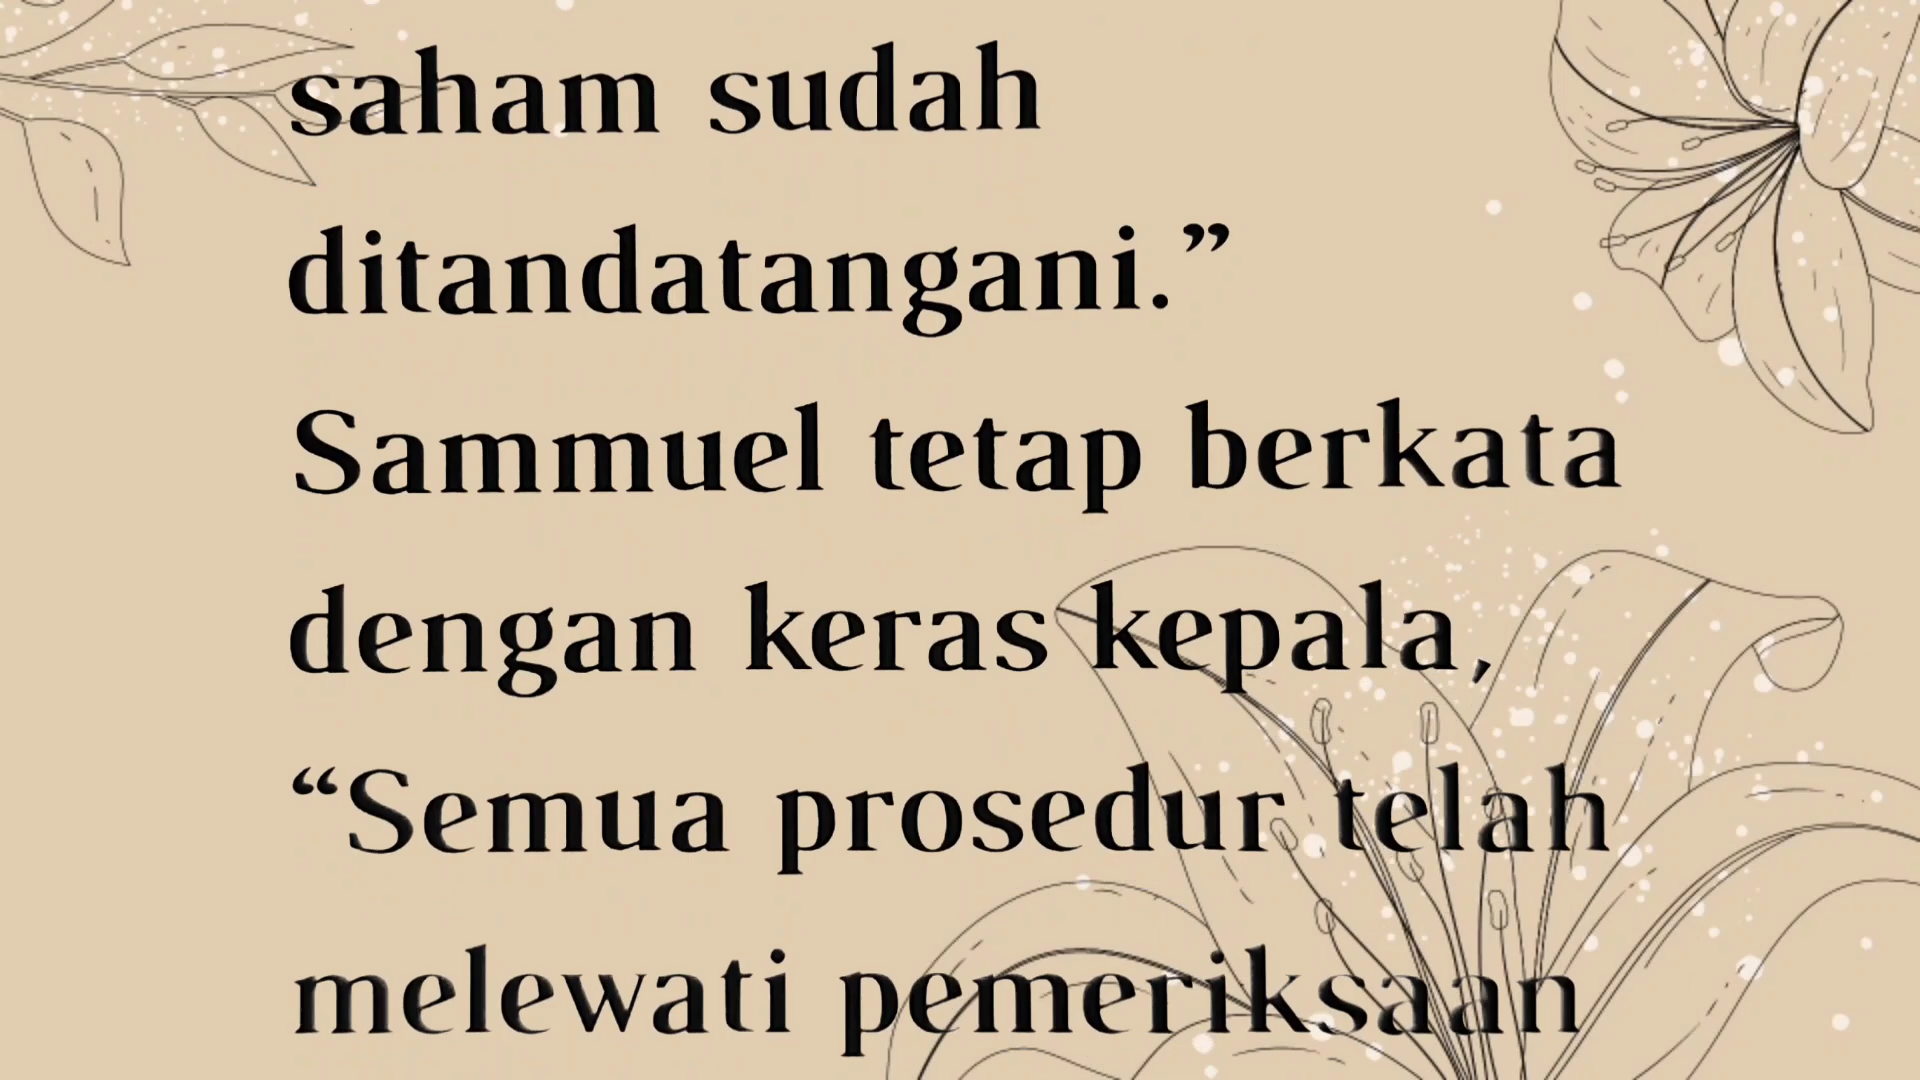 saham sudah
ditandatangani.”
Sammuel tetap berkata
dengan keras kepala,
“Semua prosedur telah
melewati pemeriksaan